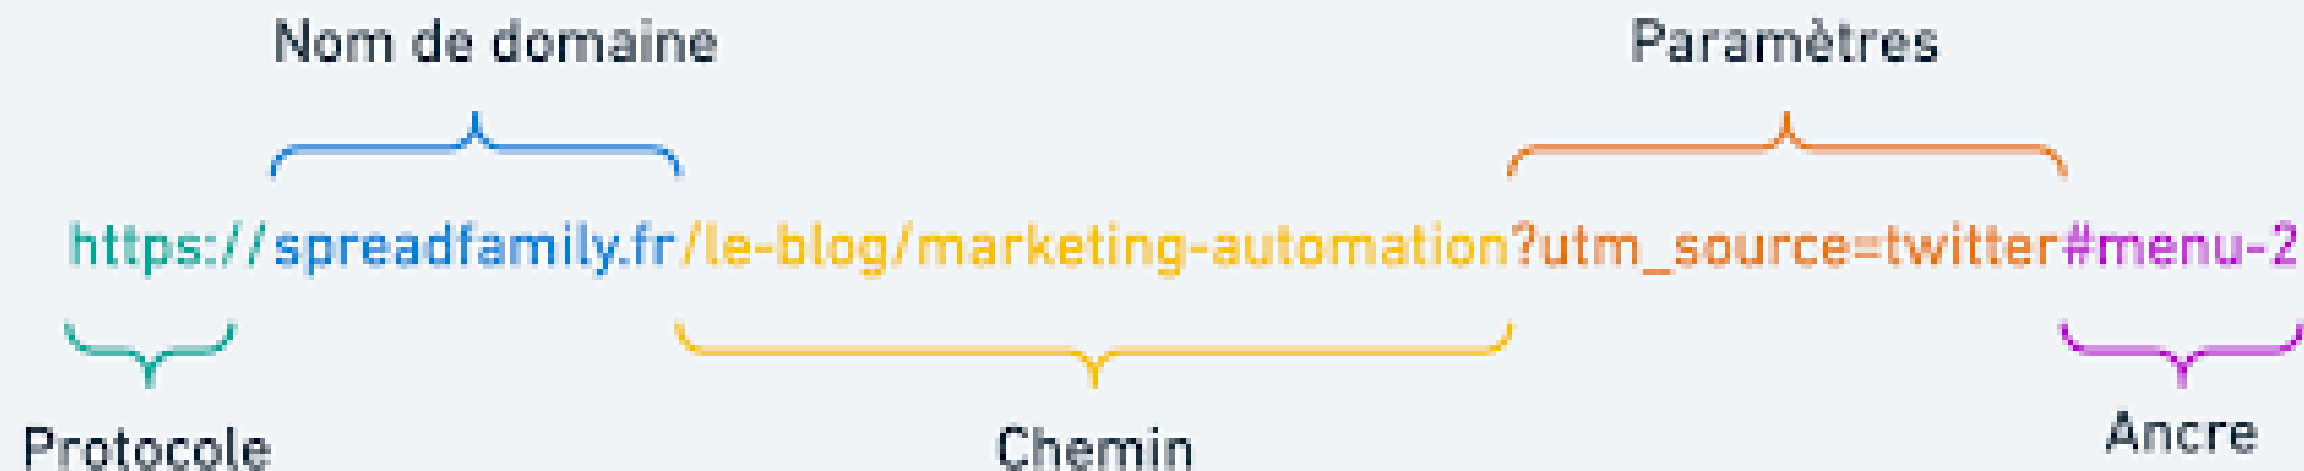 Nom de domaine Paramètres
https://spreadfamily.fr/le-blog/marketing-automation?utm_source=twitter#menu-2
Protocole Chemin Ancre